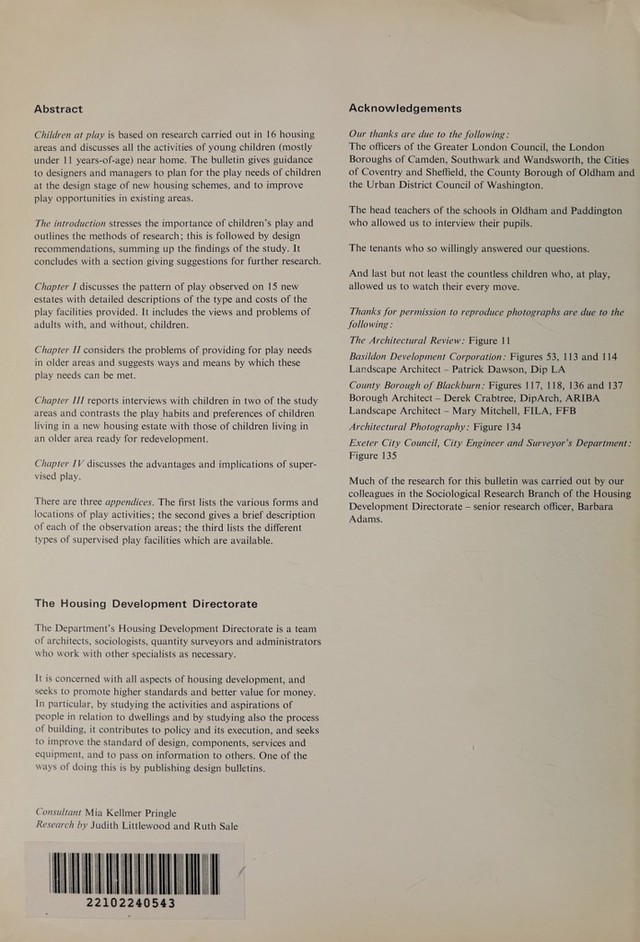 Abstract
Children at play is based on research carried out in 16 housing
areas and discusses all the activities of young children (mostly
under 11 years-of-age) near home. The bulletin gives guidance
to designers and managers to plan for the play needs of children
at the design stage of new housing schemes, and to improve
play opportunities in existing areas.
The introduction stresses the importance of children's play and
outlines the methods of research; this is followed by design
recommendations, summing up the findings of the study. It
concludes with a section giving suggestions for further research.
Chapter I discusses the pattern of play observed on 15 new
estates with detailed descriptions of the type and costs of the
play facilities provided. It includes the views and problems of
adults with, and without, children.
Chapter II considers the problems of providing for play needs
in older areas and suggests ways and means by which these
play needs can be met.
Chapter III reports interviews with children in two of the study
areas and contrasts the play habits and preferences of children
living in a new housing estate with those of children living in
an older area ready for redevelopment.
Chapter IV discusses the advantages and implications of super-
vised play.
There are three appendices. The first lists the various forms and
locations of play activities; the second gives a brief description
of each of the observation areas; the third lists the different
types of supervised play facilities which are available.
The Housing Development Directorate
The Department's Housing Development Directorate is a team
of architects, sociologists, quantity surveyors and administrators
who work with other specialists as necessary.
It is concerned with all aspects of housing development, and
seeks to promote higher standards and better value for money.
In particular, by studying the activities and aspirations of
people in relation to dwellings and by studying also the process
of building, it contributes to policy and its execution, and seeks
to improve the standard of design, components, services and
equipment, and to pass on information to others. One of the
ways of doing this is by publishing design bulletins.
Consultant Mia Kellmer Pringle
Research by Judith Littlewood and Ruth Sale
22102240543
Acknowledgements
Our thanks are due to the following:
The officers of the Greater London Council, the London
Boroughs of Camden, Southwark and Wandsworth, the Cities
of Coventry and Sheffield, the County Borough of Oldham and
the Urban District Council of Washington.
The head teachers of the schools in Oldham and Paddington
who allowed us to interview their pupils.
The tenants who so willingly answered our questions.
And last but not least the countless children who, at play,
allowed us to watch their every move.
Thanks for permission to reproduce photographs are due to the
following:
The Architectural Review: Figure 11
Basildon Development Corporation: Figures 53, 113 and 114
Landscape Architect – Patrick Dawson, Dip LA
County Borough of Blackburn: Figures 117, 118, 136 and 137
Borough Architect – Derek Crabtree, DipArch, ARIBA
Landscape Architect – Mary Mitchell, FILA, FFB
Architectural Photography: Figure 134
Exeter City Council, City Engineer and Surveyor's Department:
Figure 135
Much of the research for this bulletin was carried out by our
colleagues in the Sociological Research Branch of the Housing
Development Directorate – senior research officer, Barbara
Adams.